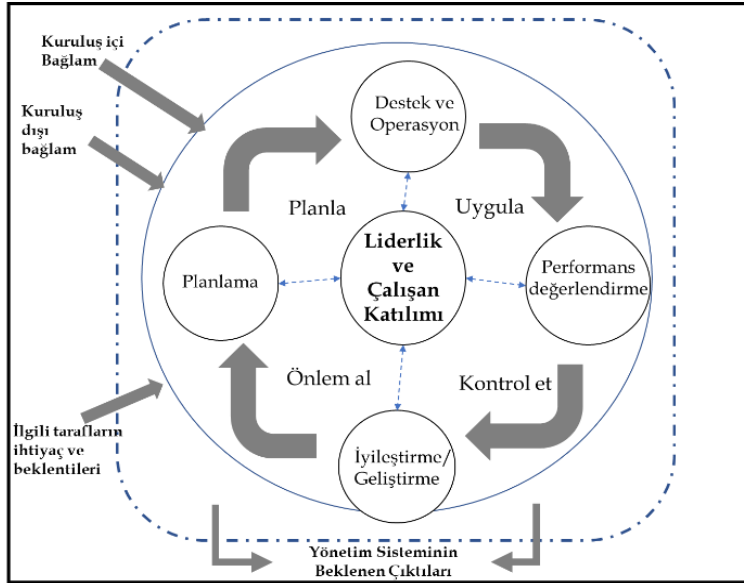 Kuruluş içi
Bağlam
Kuruluş
dışı
bağlam
Destek ve
Operasyon
Planla
Uygula
Liderlik
ve
Çalışan
Katılımı
Planlama
Performans
değerlendirme
Önlem al
Kontrol et
İlgili tarafların
ihtiyaç ve
beklentileri
İyileştirme/
Geliştirme
Yönetim Sisteminin
Beklenen Çıktıları